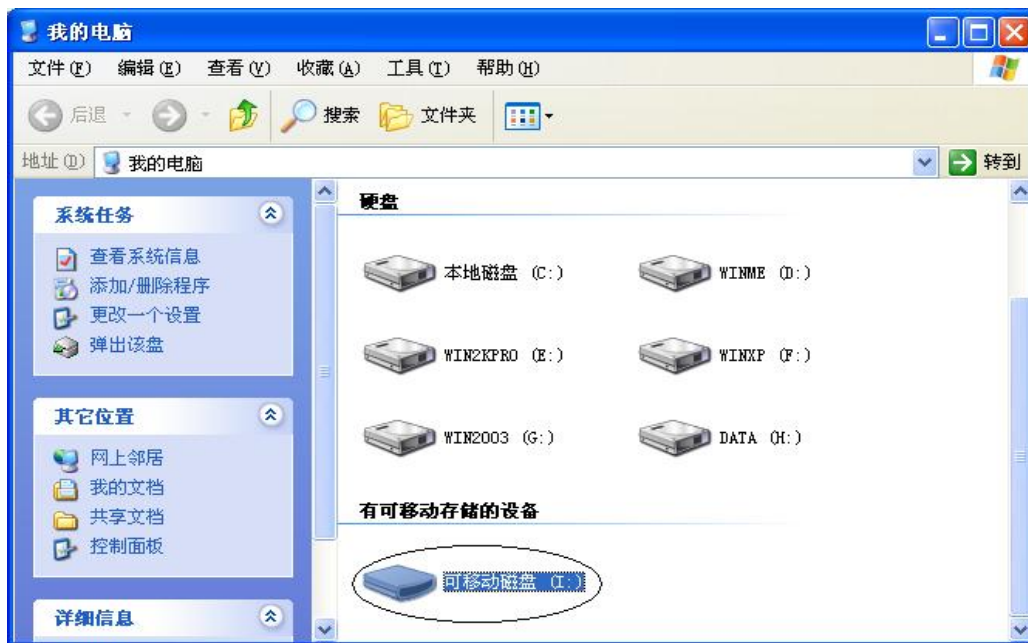 我的电脑
文件(F) 编辑(E) 查看(V) 收藏(A) 工具(T) 帮助(H)
后退 搜索 文件夹
地址(D) 我的电脑 转到
系统任务
查看系统信息
添加/删除程序
更改一个设置
弹出该盘
其它位置
网上邻居
我的文档
共享文档
控制面板
详细信息
硬盘
本地磁盘 (C:) WINME (D:)
WIN2KPRO (E:) WINXP (F:)
WIN2003 (G:) DATA (H:)
有可移动存储的设备
可移动磁盘 (I:)